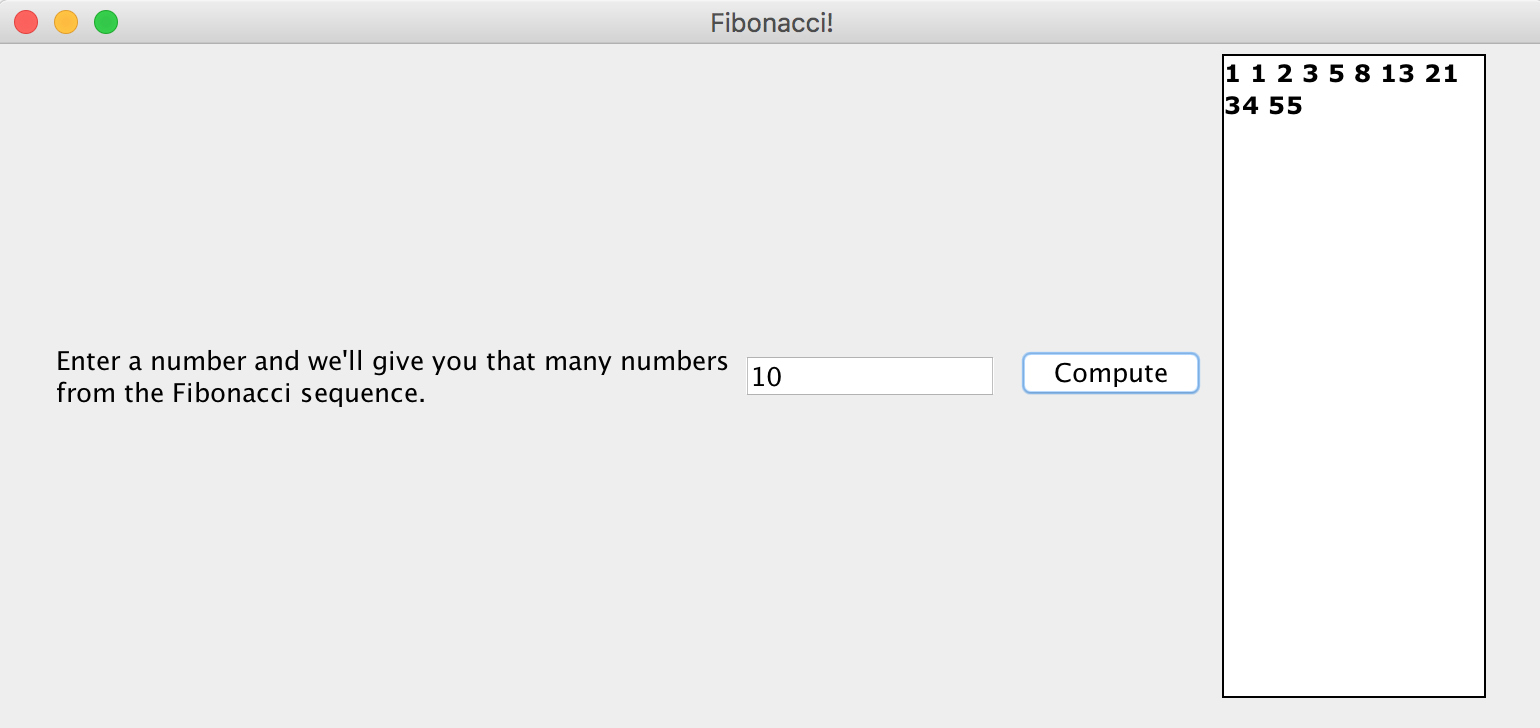 Fibonacci!
Enter a number and we'll give you that many numbers
from the Fibonacci sequence.
10
Compute
1 1 2 3 5 8 13 21
34 55